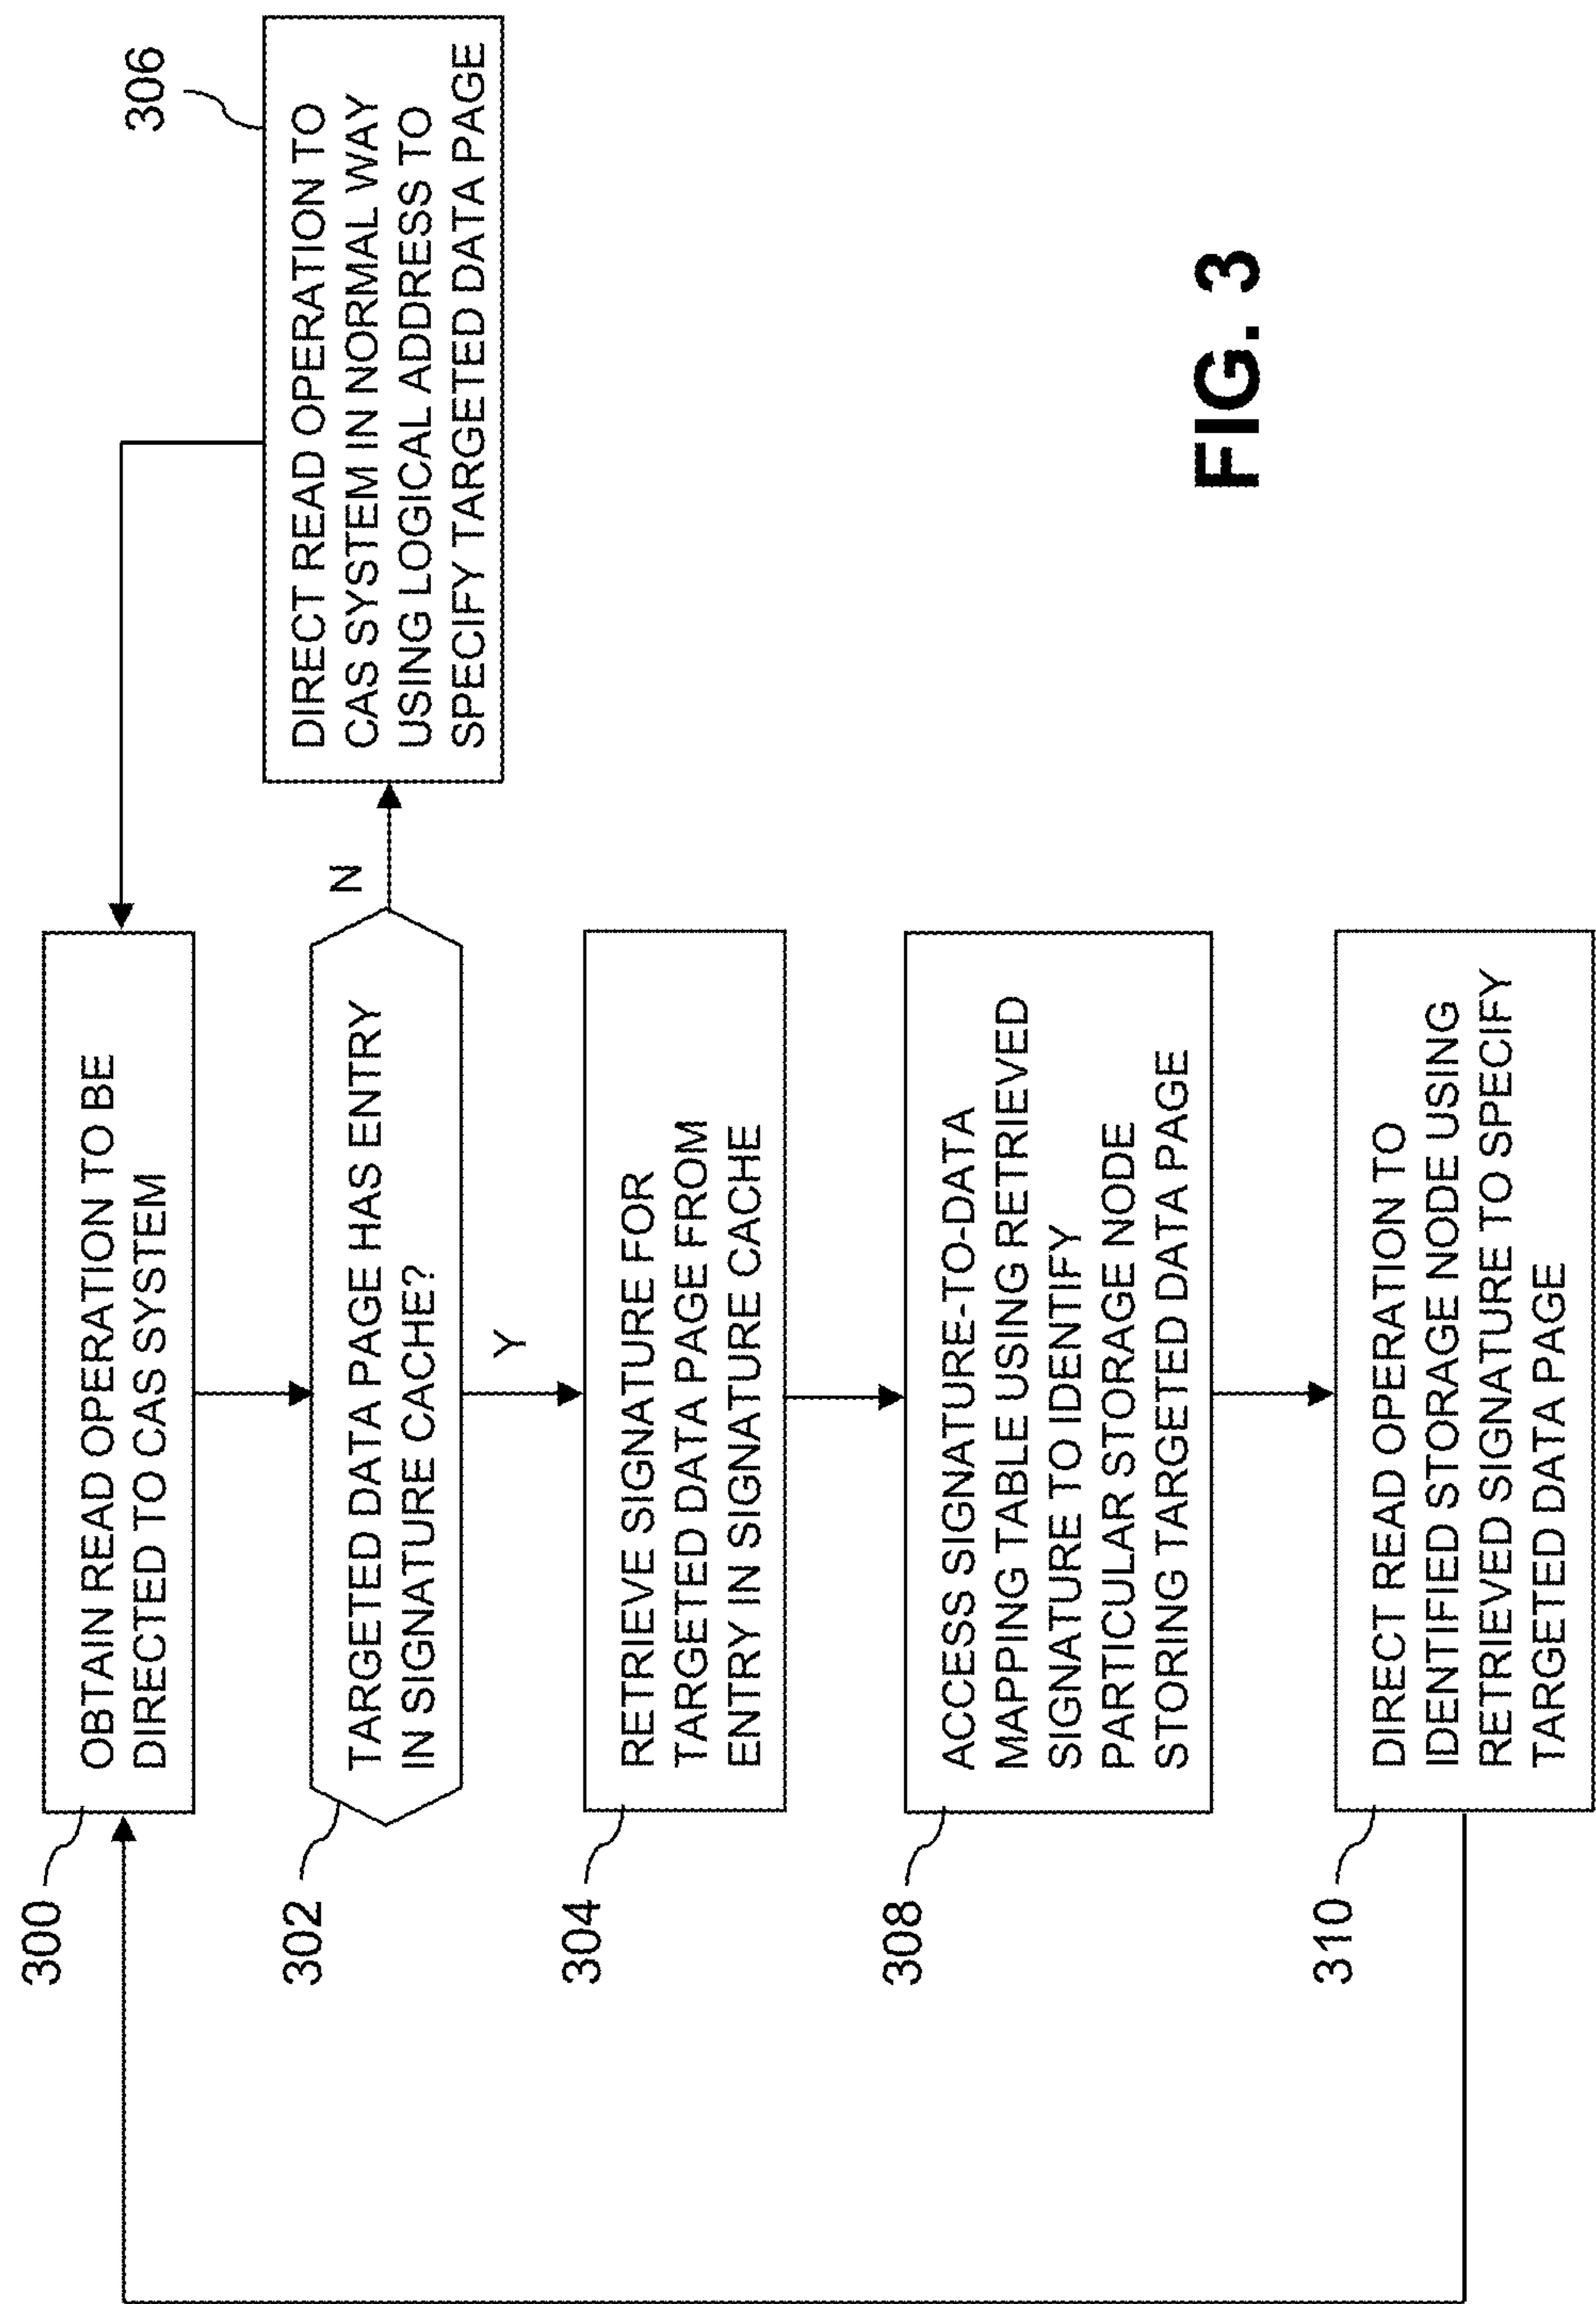 300
OBTAIN READ OPERATION TO BE
DIRECTED TO CAS SYSTEM
302
TARGETED DATA PAGE HAS ENTRY
IN SIGNATURE CACHE?
N
306
DIRECT READ OPERATION TO
CAS SYSTEM IN NORMAL WAY
USING LOGICAL ADDRESS TO
SPECIFY TARGETED DATA PAGE
Y
304
RETRIEVE SIGNATURE FOR
TARGETED DATA PAGE FROM
ENTRY IN SIGNATURE CACHE
308
ACCESS SIGNATURE-TO-DATA
MAPPING TABLE USING RETRIEVED
SIGNATURE TO IDENTIFY
PARTICULAR STORAGE NODE
STORING TARGETED DATA PAGE
310
DIRECT READ OPERATION TO
IDENTIFIED STORAGE NODE USING
RETRIEVED SIGNATURE TO SPECIFY
TARGETED DATA PAGE
FIG. 3